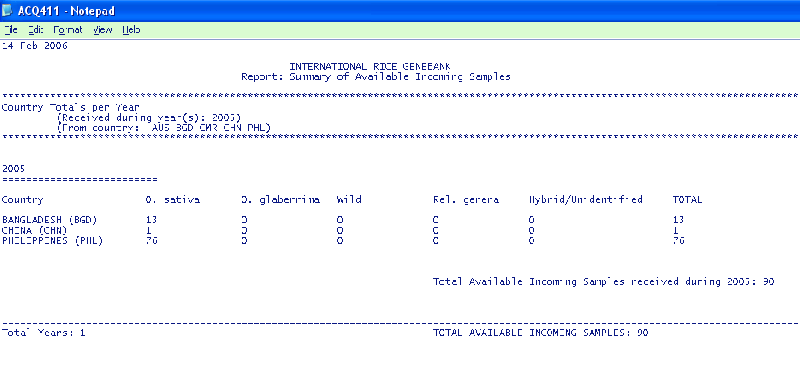 ACQ411 - Notepad
File Edit Format View Help
14 Feb 2006
INTERNATIONAL RICE GENEBANK
Report: Summary of Available Incoming Samples
Country Totals per Year
(Received during year(s): 2005)
(From country: AUS BGD CMR CHN PHL)
2005
===========================
Country O. sativa O. glaberrima Wild Rel. genera Hybrid/Unidentified TOTAL
BANGLADESH (BGD) 13 0 0 0 0 13
CHINA (CHN) 1 0 0 0 0 1
PHILIPPINES (PHL) 76 0 0 0 0 76
Total Available Incoming Samples received during 2005: 90
Total Years: 1 TOTAL AVAILABLE INCOMING SAMPLES: 90